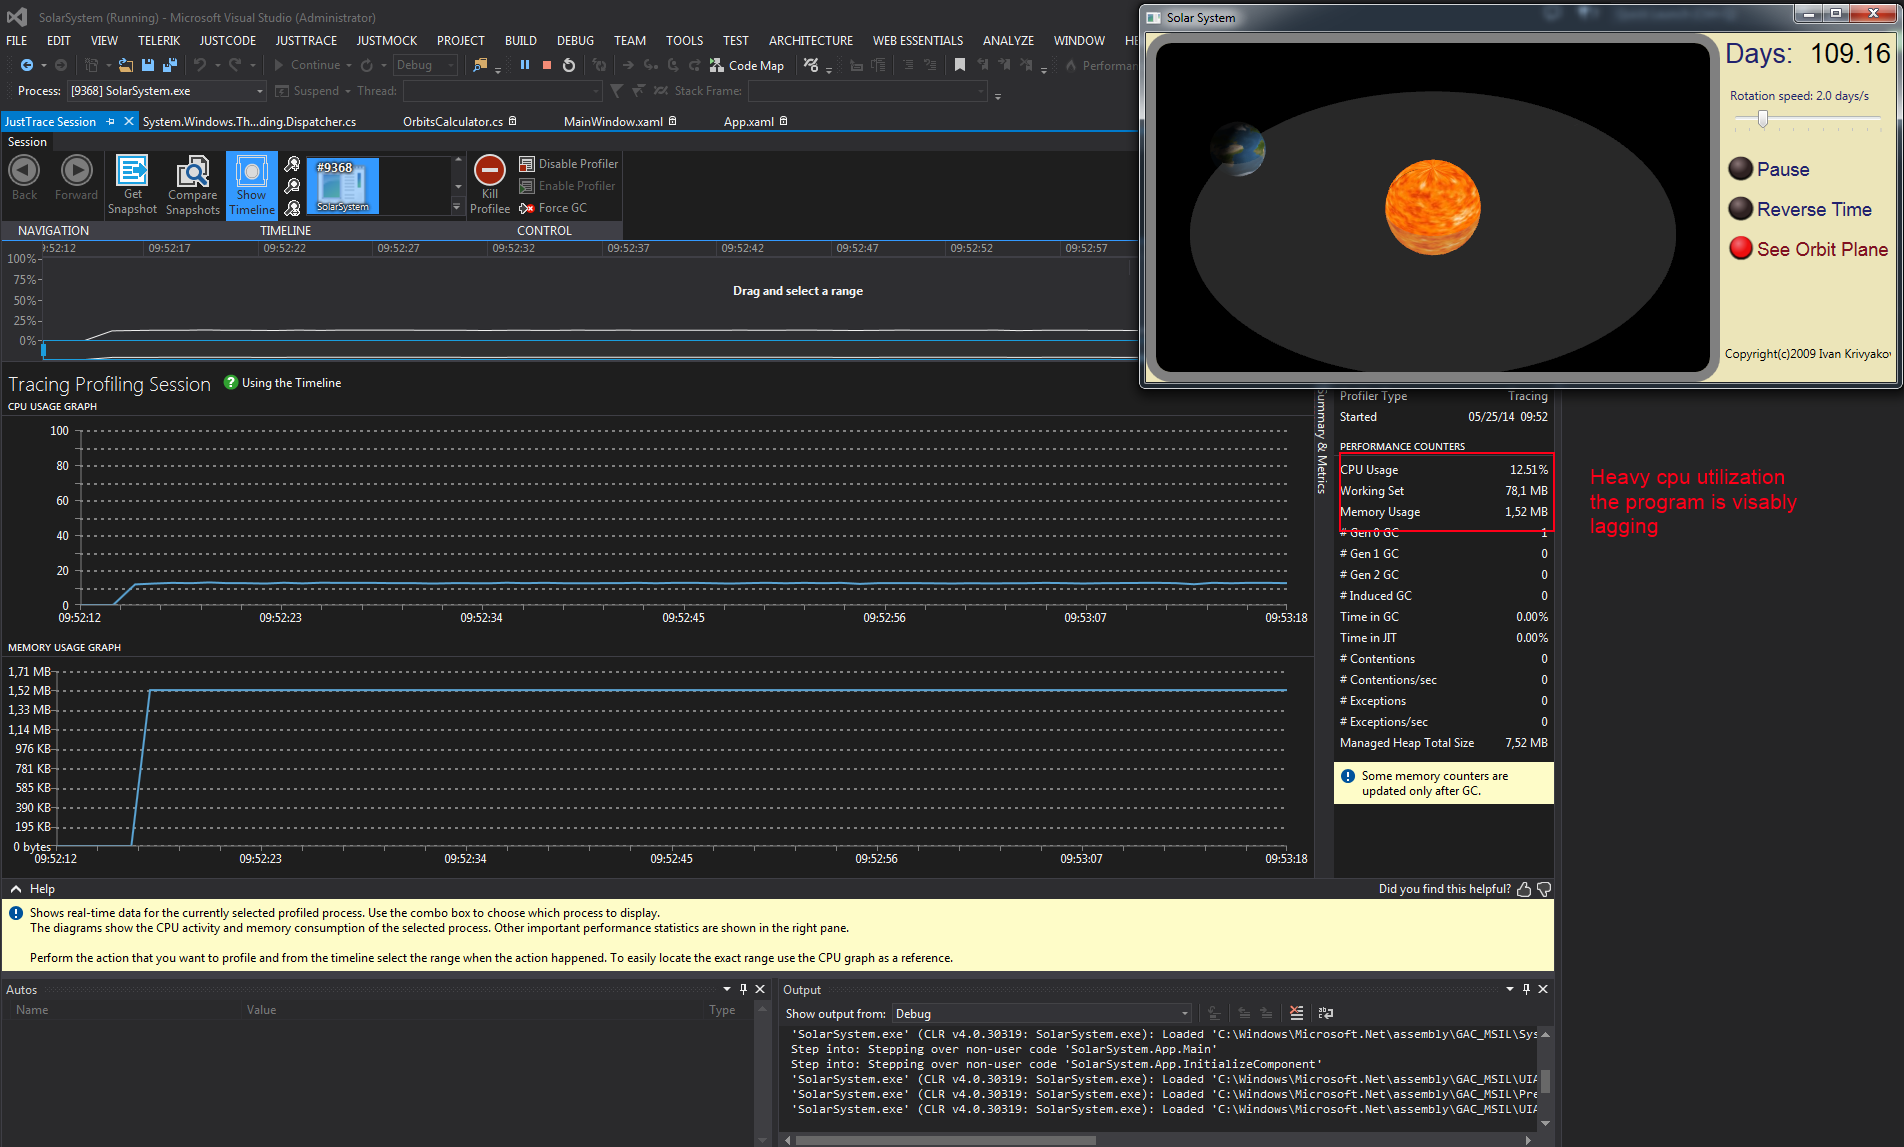 SolarSystem (Running) - Microsoft Visual Studio (Administrator)
FILE EDIT VIEW TELERIK JUSTCODE JUSTTRACE JUSTMOCK PROJECT BUILD DEBUG TEAM TOOLS TEST ARCHITECTURE WEB ESSENTIALS ANALYZE WINDOW HE
Continue Debug Code Map Performan
Process: [9368] SolarSystem.exe Suspend Thread: Stack Frame:
JustTrace Session System.Windows.Th...ding.Dispatcher.cs OrbitsCalculator.cs MainWindow.xaml App.xaml
Session
Back Forward Get Snapshot Compare Snapshots Show Timeline
#9368
SolarSystem
Kill Profilee
Disable Profiler
Enable Profiler
Force GC
NAVIGATION TIMELINE CONTROL
):52:12 09:52:17 09:52:22 09:52:27 09:52:32 09:52:37 09:52:42 09:52:47 09:52:52 09:52:57
100%
75%
50%
25%
0%
Drag and select a range
Solar System
Days: 109.16
Rotation speed: 2.0 days/s
Pause
Reverse Time
See Orbit Plane
Copyright(c)2009 Ivan Krivyakov
Tracing Profiling Session Using the Timeline
CPU USAGE GRAPH
100
80
60
40
20
0
09:52:12 09:52:23 09:52:34 09:52:45 09:52:56 09:53:07 09:53:18
MEMORY USAGE GRAPH
1,71 MB
1,52 MB
1,33 MB
1,14 MB
976 KB
781 KB
585 KB
390 KB
195 KB
0 bytes
09:52:12 09:52:23 09:52:34 09:52:45 09:52:56 09:53:07 09:53:18
Summary & Metrics
Profiler Type Tracing
Started 05/25/14 09:52
PERFORMANCE COUNTERS
CPU Usage 12.51%
Working Set 78,1 MB
Memory Usage 1,52 MB
# Gen 0 GC 1
# Gen 1 GC 0
# Gen 2 GC 0
# Induced GC 0
Time in GC 0.00%
Time in JIT 0.00%
# Contentions 0
# Contentions/sec 0
# Exceptions 0
# Exceptions/sec 0
Managed Heap Total Size 7,52 MB
Some memory counters are
updated only after GC.
Heavy cpu utilization
the program is visably
lagging
Help Did you find this helpful?
Shows real-time data for the currently selected profiled process. Use the combo box to choose which process to display.
The diagrams show the CPU activity and memory consumption of the selected process. Other important performance statistics are shown in the right pane.
Perform the action that you want to profile and from the timeline select the range when the action happened. To easily locate the exact range use the CPU graph as a reference.
Autos
Name Value Type
Output
Show output from: Debug
'SolarSystem.exe' (CLR v4.0.30319: SolarSystem.exe): Loaded 'C:\Windows\Microsoft.Net\assembly\GAC_MSIL\Sys
Step into: Stepping over non-user code 'SolarSystem.App.Main'
Step into: Stepping over non-user code 'SolarSystem.App.InitializeComponent'
'SolarSystem.exe' (CLR v4.0.30319: SolarSystem.exe): Loaded 'C:\Windows\Microsoft.Net\assembly\GAC_MSIL\UIA
'SolarSystem.exe' (CLR v4.0.30319: SolarSystem.exe): Loaded 'C:\Windows\Microsoft.Net\assembly\GAC_MSIL\Pre
'SolarSystem.exe' (CLR v4.0.30319: SolarSystem.exe): Loaded 'C:\Windows\Microsoft.Net\assembly\GAC_MSIL\UIA